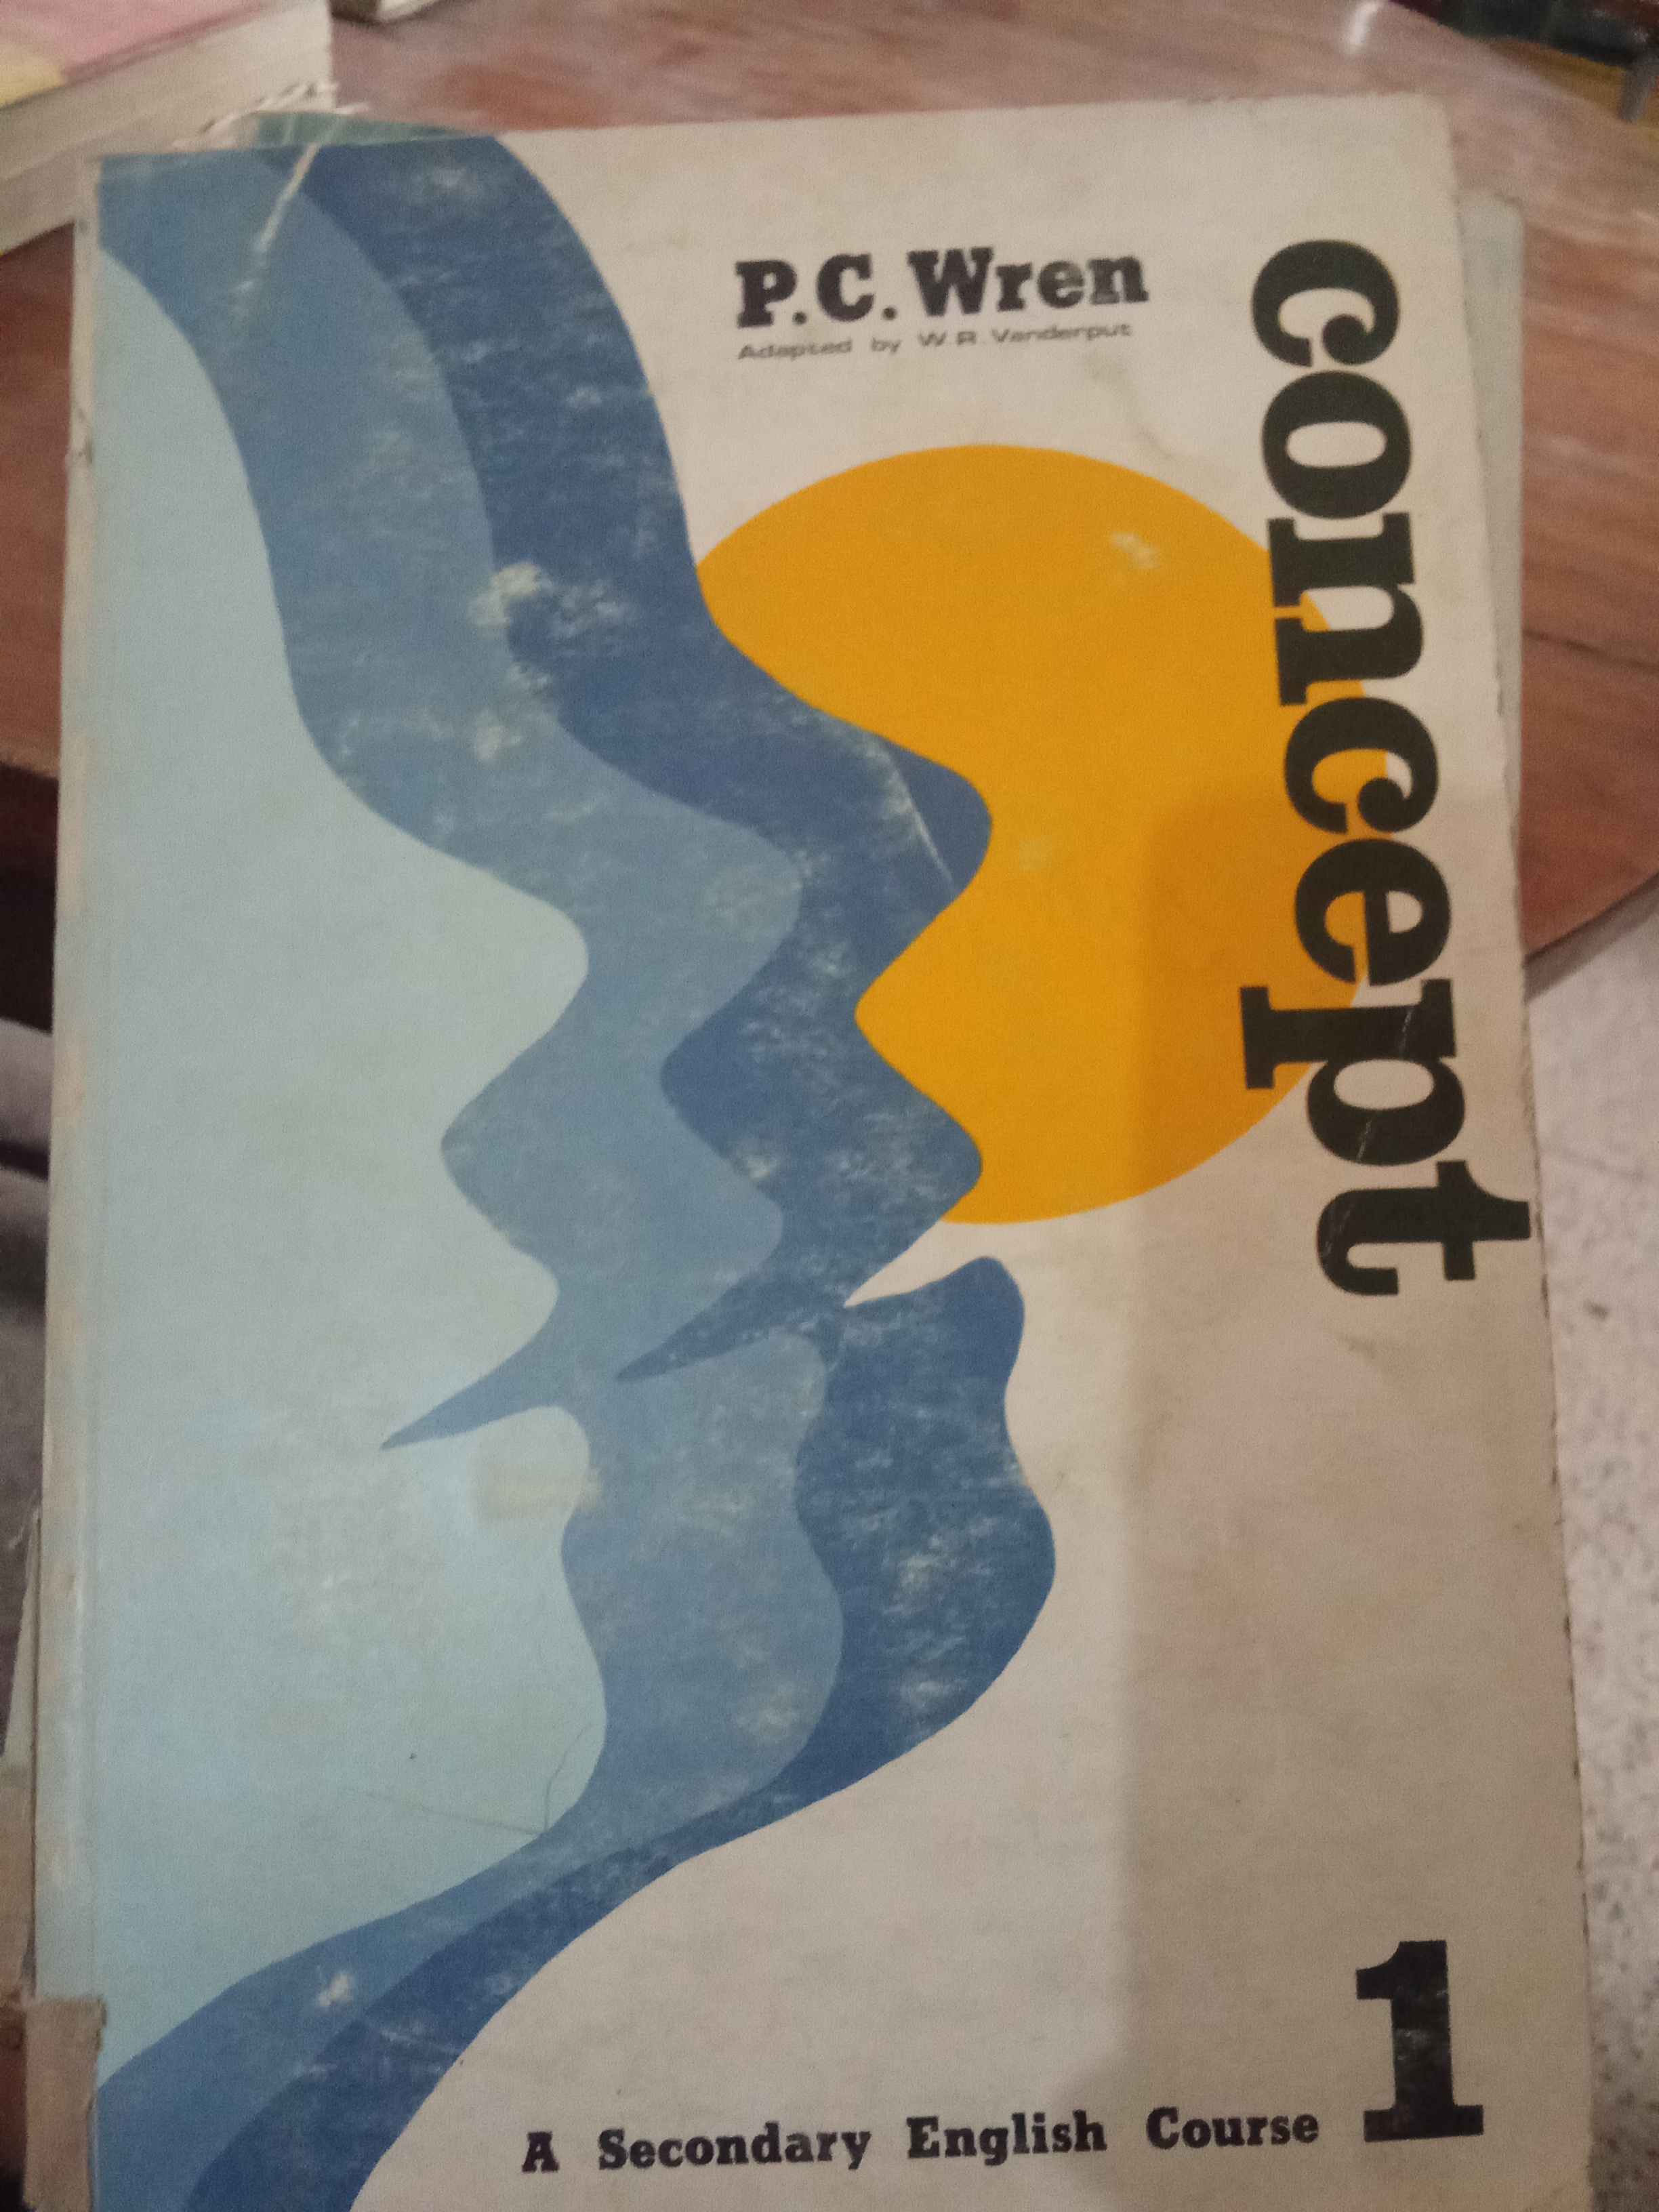 P.C. Wren
Adapted by W.R. Vanderput
concept
1
A Secondary English Course